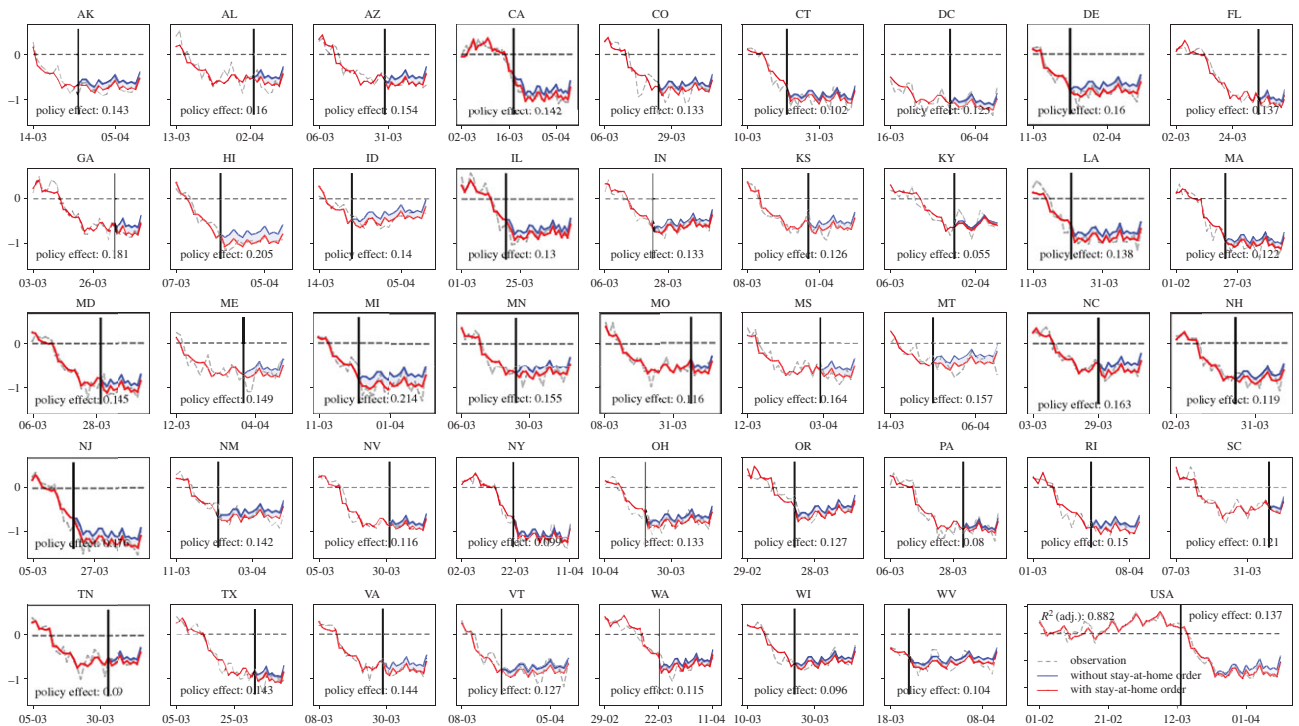 AK AL AZ CA CO CT DC DE FL
0
−1
policy effect: 0.143 policy effect: 0.16 policy effect: 0.154 policy effect: 0.142 policy effect: 0.133 policy effect: 0.102 policy effect: 0.125 policy effect: 0.16 policy effect: 0.137
14-03 05-04 13-03 02-04 06-03 31-03 02-03 16-03 05-04 06-03 29-03 10-03 31-03 16-03 06-04 11-03 02-04 02-03 24-03
GA HI ID IL IN KS KY LA MA
0
−1
policy effect: 0.181 policy effect: 0.205 policy effect: 0.14 policy effect: 0.13 policy effect: 0.133 policy effect: 0.126 policy effect: 0.055 policy effect: 0.138 policy effect: 0.122
03-03 26-03 07-03 05-04 14-03 05-04 01-03 25-03 06-03 28-03 08-03 01-04 06-03 02-04 11-03 31-03 01-02 27-03
MD ME MI MN MO MS MT NC NH
0
−1
policy effect: 0.145 policy effect: 0.149 policy effect: 0.214 policy effect: 0.155 policy effect: 0.116 policy effect: 0.164 policy effect: 0.157 policy effect: 0.163 policy effect: 0.119
06-03 28-03 12-03 04-04 11-03 01-04 06-03 30-03 08-03 31-03 12-03 03-04 14-03 06-04 03-03 29-03 02-03 31-03
NJ NM NV NY OH OR PA RI SC
0
−1
policy effect: policy effect: 0.142 policy effect: 0.116 policy effect: 0.099 policy effect: 0.133 policy effect: 0.127 policy effect: 0.08 policy effect: 0.15 policy effect: 0.121
05-03 27-03 11-03 03-04 05-03 30-03 02-03 22-03 11-04 10-04 30-03 29-02 28-03 06-03 28-03 01-03 08-04 07-03 31-03
TN TX VA VT WA WI WV USA
0
−1
R² (adj.): 0.882 policy effect: 0.137
observation
without stay-at-home order
with stay-at-home order
policy effect: policy effect: 0.143 policy effect: 0.144 policy effect: 0.127 policy effect: 0.115 policy effect: 0.096 policy effect: 0.104
05-03 30-03 05-03 25-03 08-03 31-03 08-03 05-04 29-02 22-03 11-04 10-03 30-03 18-03 08-04 01-02 21-02 12-03 01-04